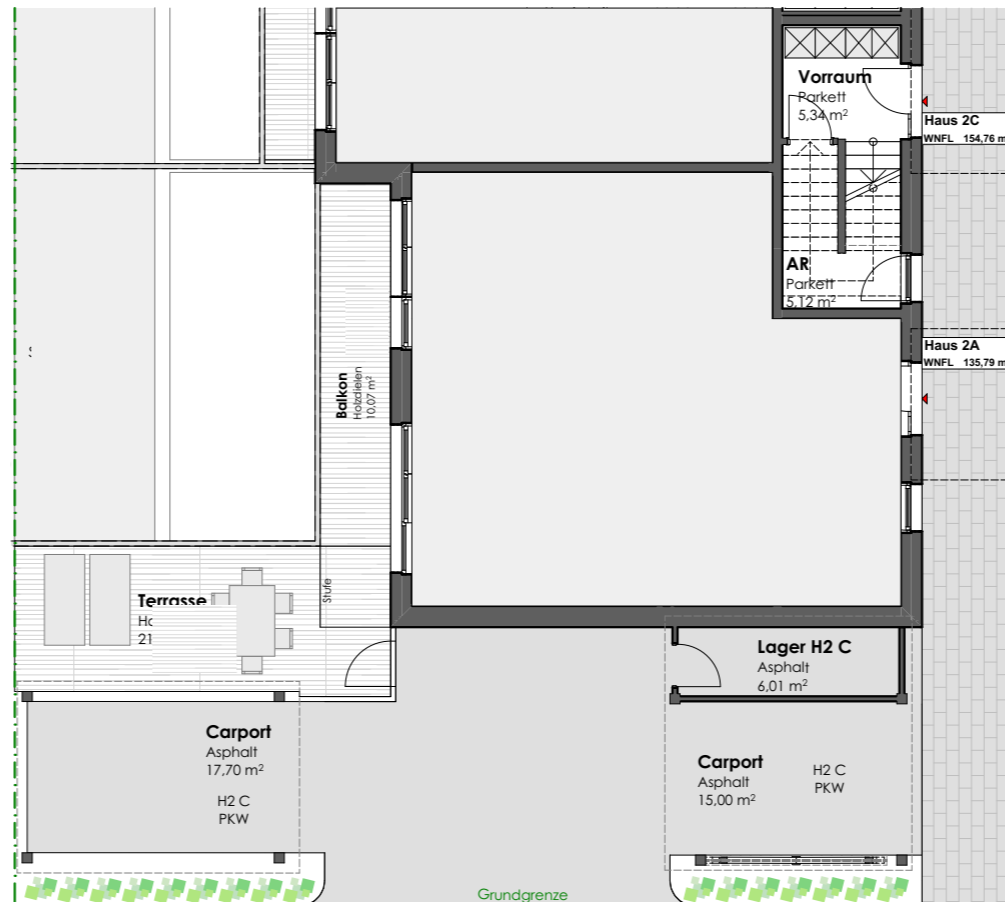 Vorraum
Parkett
5,34 m²
Haus 2C
WNFL 154,76 m
AR
Parkett
5,12 m²
Haus 2A
WNFL 135,79 m
Balkon
Holzdielen
10,07 m²
Stufe
Terrasse
21
Lager H2 C
Asphalt
6,01 m²
Carport
Asphalt
17,70 m²
H2 C
PKW
Carport
Asphalt
15,00 m²
H2 C
PKW
Grundgrenze